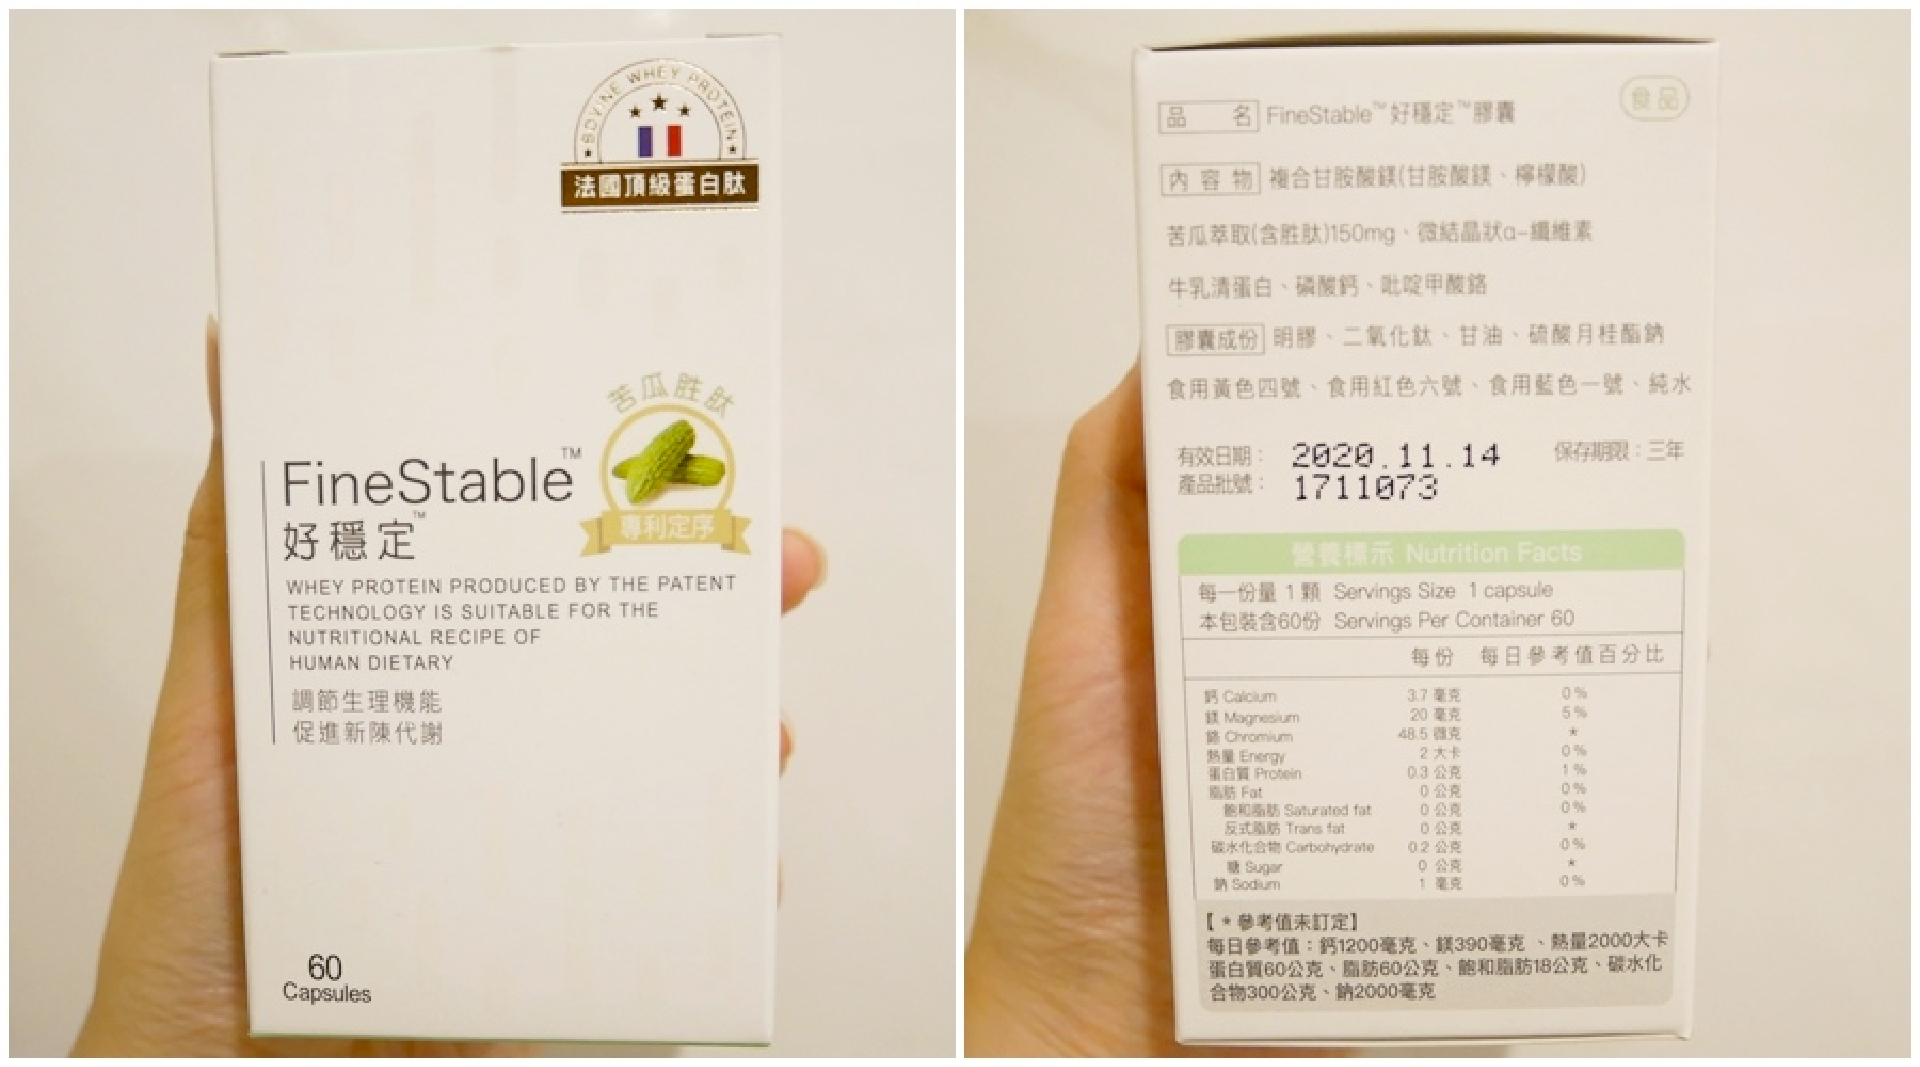 BOVINE WHEY PROTEIN
法國頂級蛋白肽
苦瓜胜肽
專利定序
FineStable™
好穩定™
WHEY PROTEIN PRODUCED BY THE PATENT
TECHNOLOGY IS SUITABLE FOR THE
NUTRITIONAL RECIPE OF
HUMAN DIETARY
調節生理機能
促進新陳代謝
60
Capsules
食品
品名 FineStable™好穩定™膠囊
內容物 複合甘胺酸鎂(甘胺酸鎂、檸檬酸)
苦瓜萃取(含胜肽)150mg、微結晶狀α-纖維素
牛乳清蛋白、磷酸鈣、吡啶甲酸鉻
膠囊成份 明膠、二氧化鈦、甘油、硫酸月桂酯鈉
食用黃色四號、食用紅色六號、食用藍色一號、純水
有效日期： 2020.11.14 保存期限：三年
產品批號： 1711073
營養標示 Nutrition Facts
每一份量 1 顆 Servings Size 1 capsule
本包裝含60份 Servings Per Container 60
每份 每日參考值百分比
鈣 Calcium 3.7 毫克 0%
鎂 Magnesium 20 毫克 5%
鉻 Chromium 48.5 微克 *
熱量 Energy 2 大卡 0%
蛋白質 Protein 0.3 公克 1%
脂肪 Fat 0 公克 0%
飽和脂肪 Saturated fat 0 公克 0%
反式脂肪 Trans fat 0 公克 *
碳水化合物 Carbohydrate 0.2 公克 0%
糖 Sugar 0 公克 *
鈉 Sodium 1 毫克 0%
【*參考值未訂定】
每日參考值：鈣1200毫克、鎂390毫克、熱量2000大卡
蛋白質60公克、脂肪60公克、飽和脂肪18公克、碳水化
合物300公克、鈉2000毫克